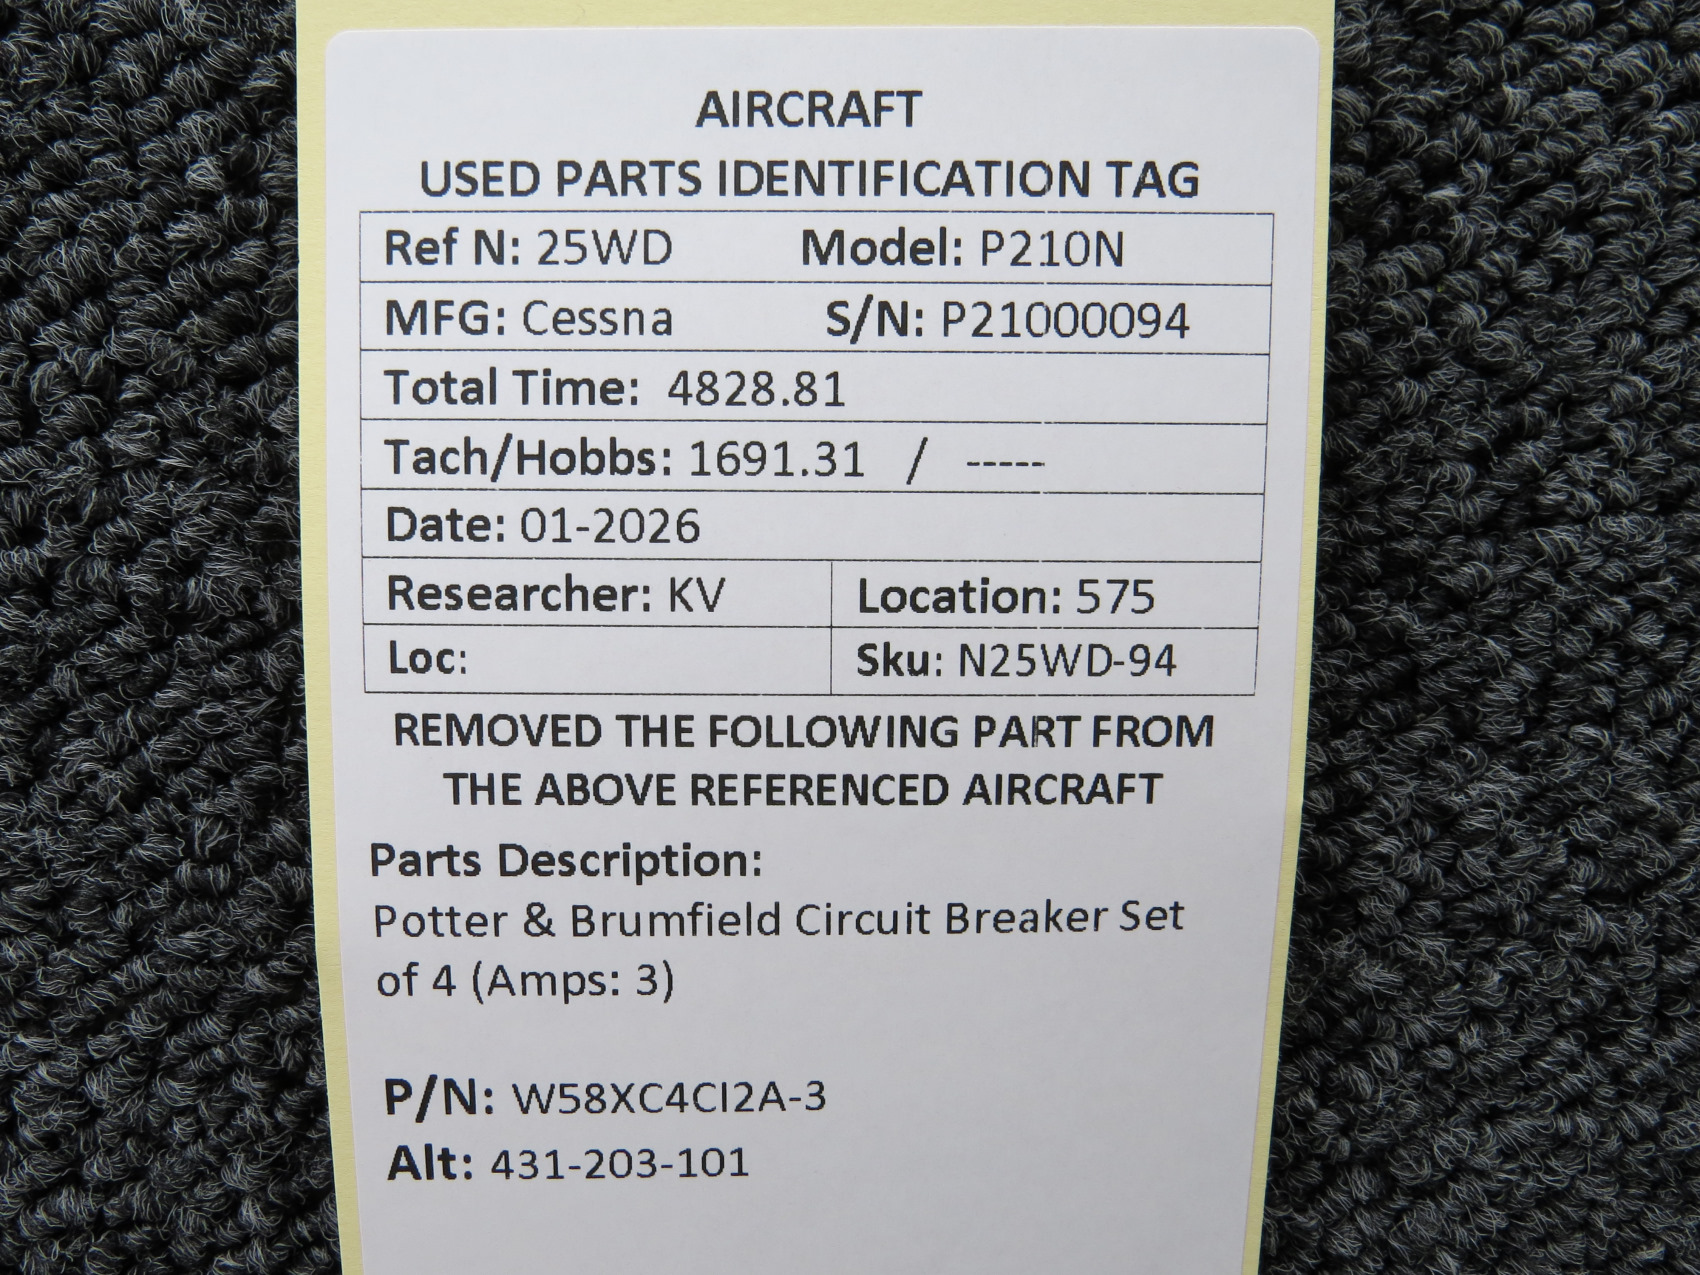 AIRCRAFT
USED PARTS IDENTIFICATION TAG
Ref N: 25WD Model: P210N
MFG: Cessna S/N: P21000094
Total Time: 4828.81
Tach/Hobbs: 1691.31 / -----
Date: 01-2026
Researcher: KV Location: 575
Loc: Sku: N25WD-94
REMOVED THE FOLLOWING PART FROM
THE ABOVE REFERENCED AIRCRAFT
Parts Description:
Potter & Brumfield Circuit Breaker Set
of 4 (Amps: 3)
P/N: W58XC4CI2A-3
Alt: 431-203-101